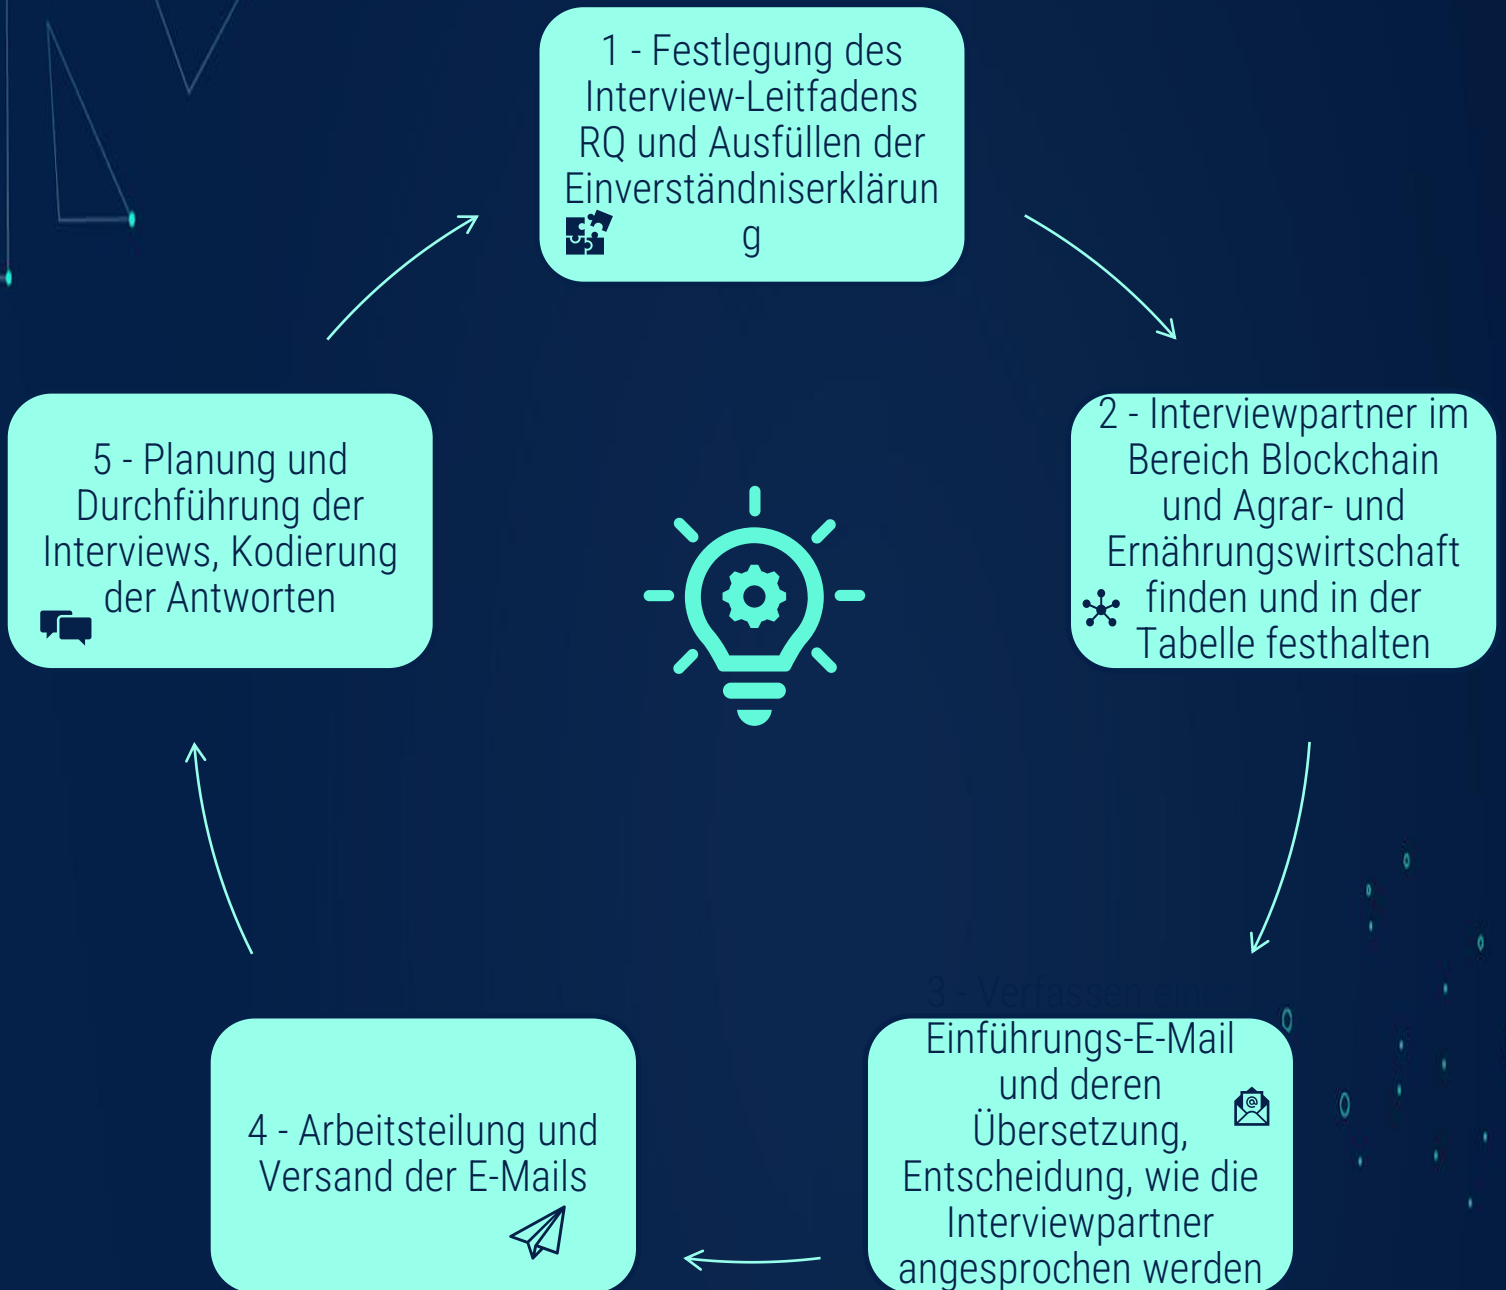 1 - Festlegung des
Interview-Leitfadens
RQ und Ausfüllen der
Einverständniserklärun
g
2 - Interviewpartner im
Bereich Blockchain
und Agrar- und
Ernährungswirtschaft
finden und in der
Tabelle festhalten
3 - Verfassen
Einführungs-E-Mail
und deren
Übersetzung,
Entscheidung, wie die
Interviewpartner
angesprochen werden
4 - Arbeitsteilung und
Versand der E-Mails
5 - Planung und
Durchführung der
Interviews, Kodierung
der Antworten